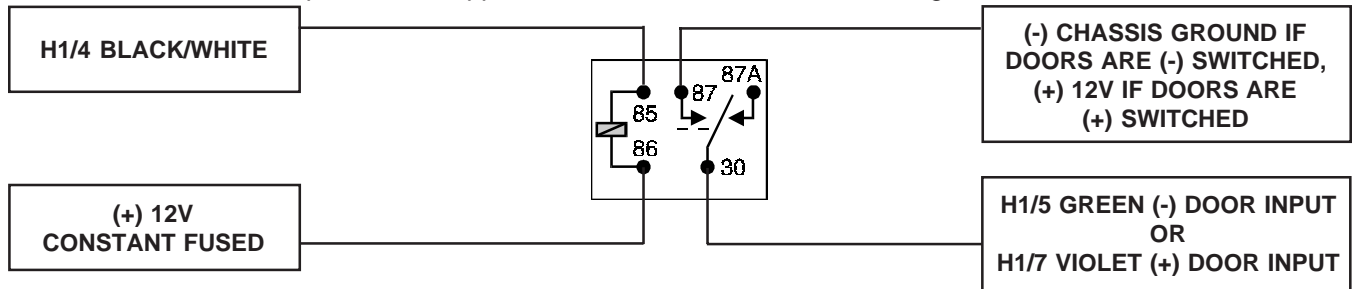 H1/4 BLACK/WHITE
(+) 12V
CONSTANT FUSED
85
86
87
87A
30
(-) CHASSIS GROUND IF
DOORS ARE (-) SWITCHED,
(+) 12V IF DOORS ARE
(+) SWITCHED
H1/5 GREEN (-) DOOR INPUT
OR
H1/7 VIOLET (+) DOOR INPUT